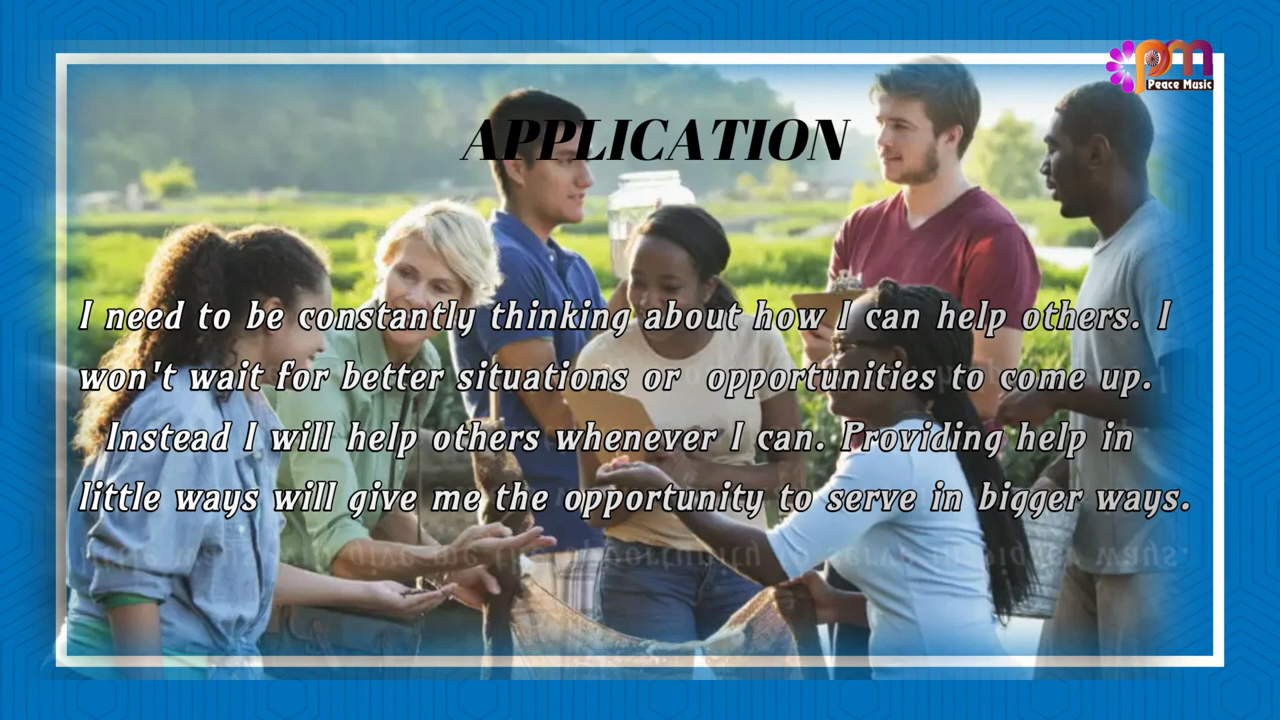 pm
Peace Music
APPLICATION
I need to be constantly thinking about how I can help others. I
won't wait for better situations or opportunities to come up.
Instead I will help others whenever I can. Providing help in
little ways will give me the opportunity to serve in bigger ways.